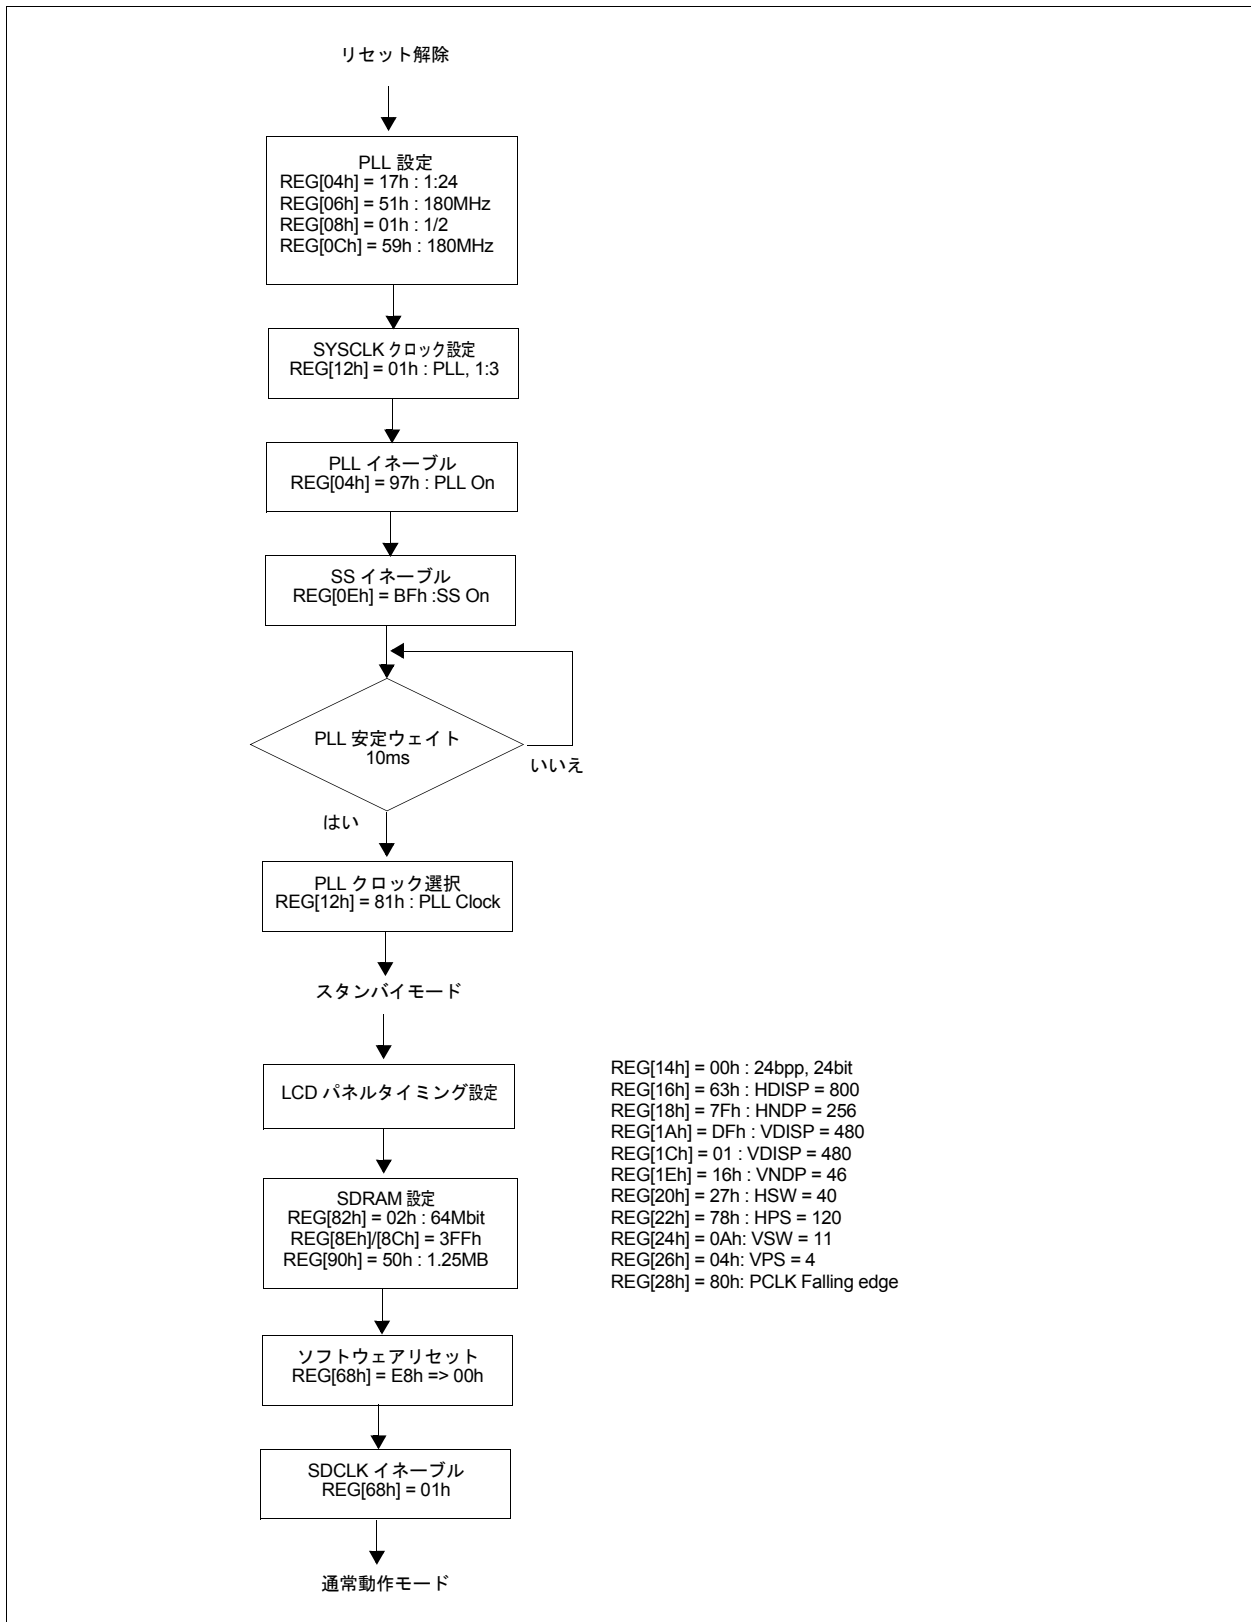 リセット解除
PLL 設定
REG[04h] = 17h : 1:24
REG[06h] = 51h : 180MHz
REG[08h] = 01h : 1/2
REG[0Ch] = 59h : 180MHz
SYSCLK クロック設定
REG[12h] = 01h : PLL, 1:3
PLL イネーブル
REG[04h] = 97h : PLL On
SS イネーブル
REG[0Eh] = BFh :SS On
PLL 安定ウェイト
10ms
いいえ
はい
PLL クロック選択
REG[12h] = 81h : PLL Clock
スタンバイモード
LCD パネルタイミング設定
REG[14h] = 00h : 24bpp, 24bit
REG[16h] = 63h : HDISP = 800
REG[18h] = 7Fh : HNDP = 256
REG[1Ah] = DFh : VDISP = 480
REG[1Ch] = 01 : VDISP = 480
REG[1Eh] = 16h : VNDP = 46
REG[20h] = 27h : HSW = 40
REG[22h] = 78h : HPS = 120
REG[24h] = 0Ah: VSW = 11
REG[26h] = 04h: VPS = 4
REG[28h] = 80h: PCLK Falling edge
SDRAM 設定
REG[82h] = 02h : 64Mbit
REG[8Eh]/[8Ch] = 3FFh
REG[90h] = 50h : 1.25MB
ソフトウェアリセット
REG[68h] = E8h => 00h
SDCLK イネーブル
REG[68h] = 01h
通常動作モード